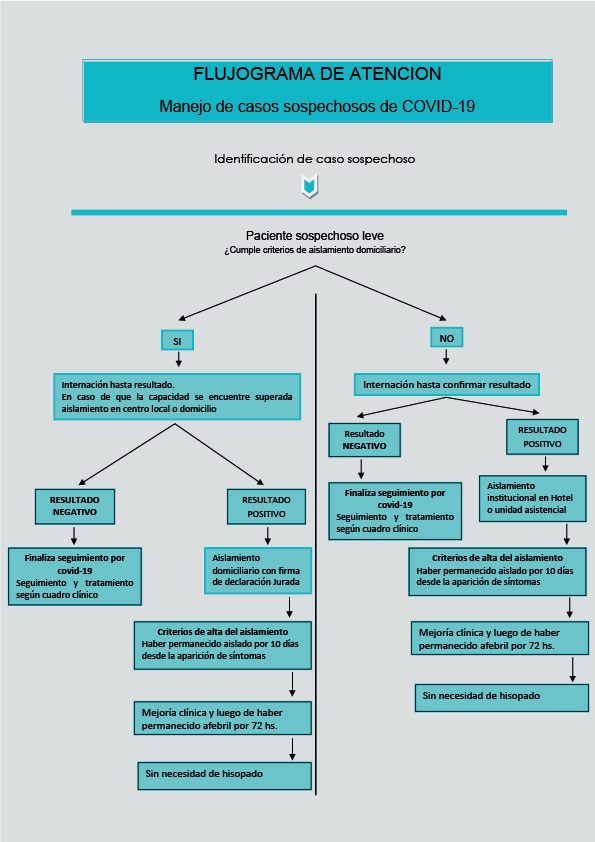 FLUJOGRAMA DE ATENCION
Manejo de casos sospechosos de COVID-19
Identificación de caso sospechoso
Paciente sospechoso leve
¿Cumple criterios de aislamiento domiciliario?
SI
Internación hasta resultado.
En caso de que la capacidad se encuentre superada
aislamiento en centro local o domicilio
RESULTADO
NEGATIVO
Finaliza seguimiento por
covid-19
Seguimiento y tratamiento
según cuadro clínico
RESULTADO
POSITIVO
Aislamiento
domiciliario con firma
de declaración Jurada
Criterios de alta del aislamiento
Haber permanecido aislado por 10 días
desde la aparición de síntomas
Mejoría clínica y luego de haber
permanecido afebril por 72 hs.
Sin necesidad de hisopado
NO
Internación hasta confirmar resultado
Resultado
NEGATIVO
Finaliza seguimiento por
covid-19
Seguimiento y tratamiento
según cuadro clínico
RESULTADO
POSITIVO
Aislamiento
institucional en Hotel
o unidad asistencial
Criterios de alta del aislamiento
Haber permanecido aislado por 10 días
desde la aparición de síntomas
Mejoría clínica y luego de haber
permanecido afebril por 72 hs.
Sin necesidad de hisopado